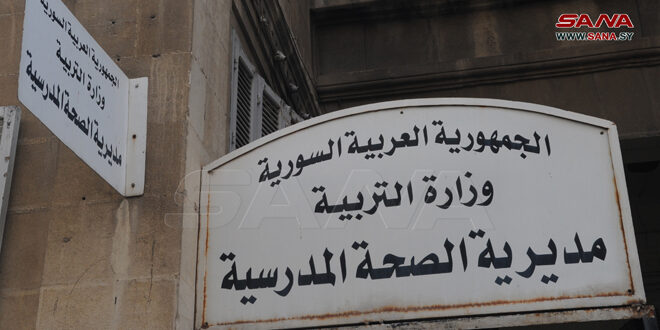 SANA
WWW.SANA.SY
الجمهورية العربية السورية
وزارة التربية
مديرية الصحة المدرسية
الجمهورية العربية السورية
وزارة التربية
مديرية الصحة المدرسية
SANA